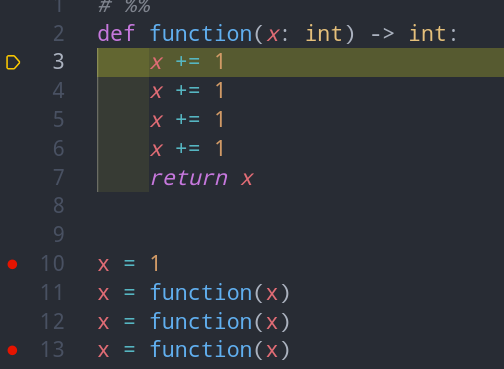 1 # %%
2 def function(x: int) -> int:
3     x += 1
4     x += 1
5     x += 1
6     x += 1
7     return x
8
9
10 x = 1
11 x = function(x)
12 x = function(x)
13 x = function(x)